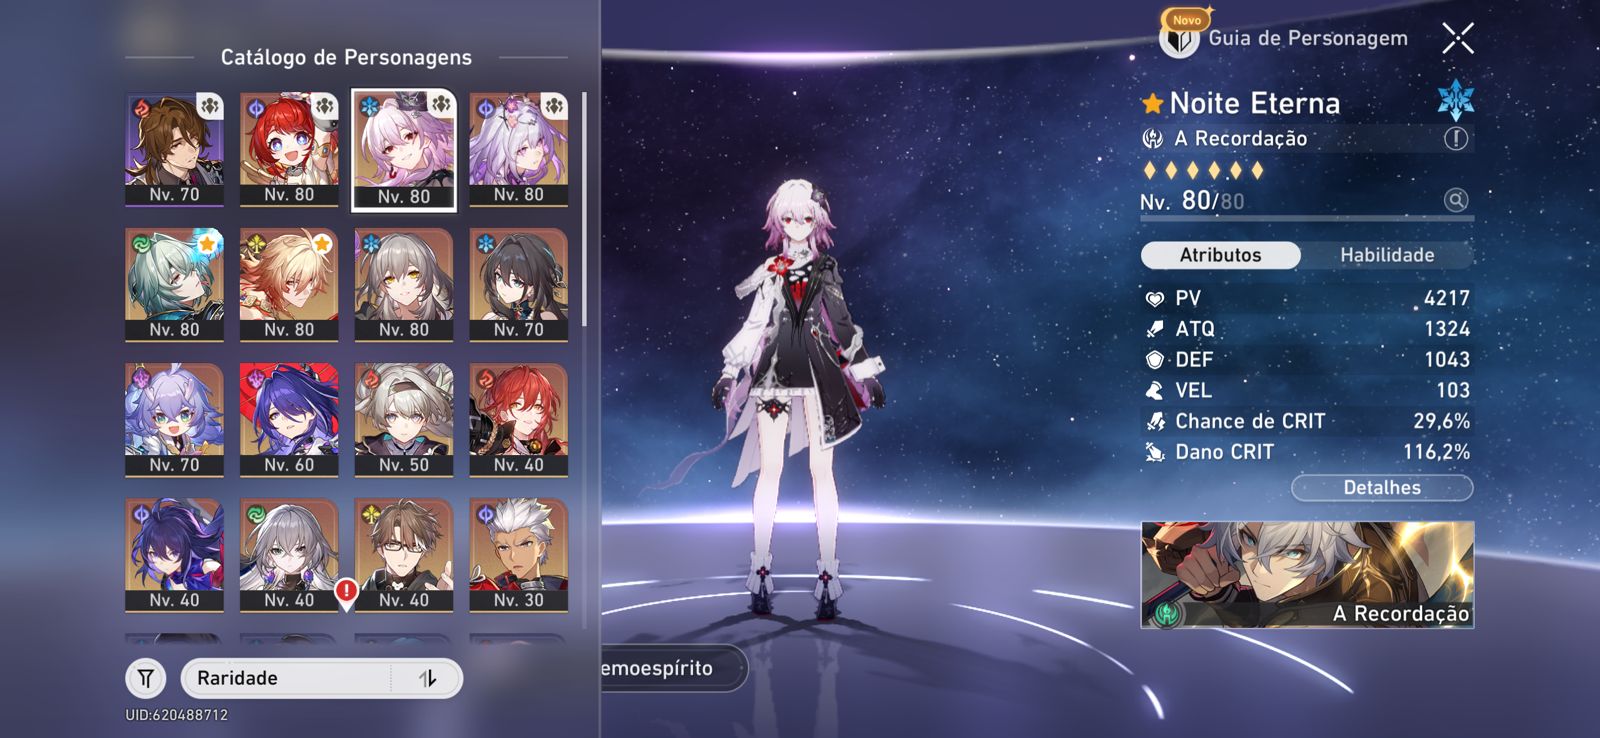 Catálogo de Personagens
Nv. 70
Nv. 80
Nv. 80
Nv. 80
Nv. 80
Nv. 80
Nv. 80
Nv. 70
Nv. 70
Nv. 60
Nv. 50
Nv. 40
Nv. 40
Nv. 40
Nv. 40
Nv. 30
Raridade
UID:620488712
emoespírito
Novo
Guia de Personagem
Noite Eterna
A Recordação
Nv. 80/80
Atributos Habilidade
PV 4217
ATQ 1324
DEF 1043
VEL 103
Chance de CRIT 29,6%
Dano CRIT 116,2%
Detalhes
A Recordação